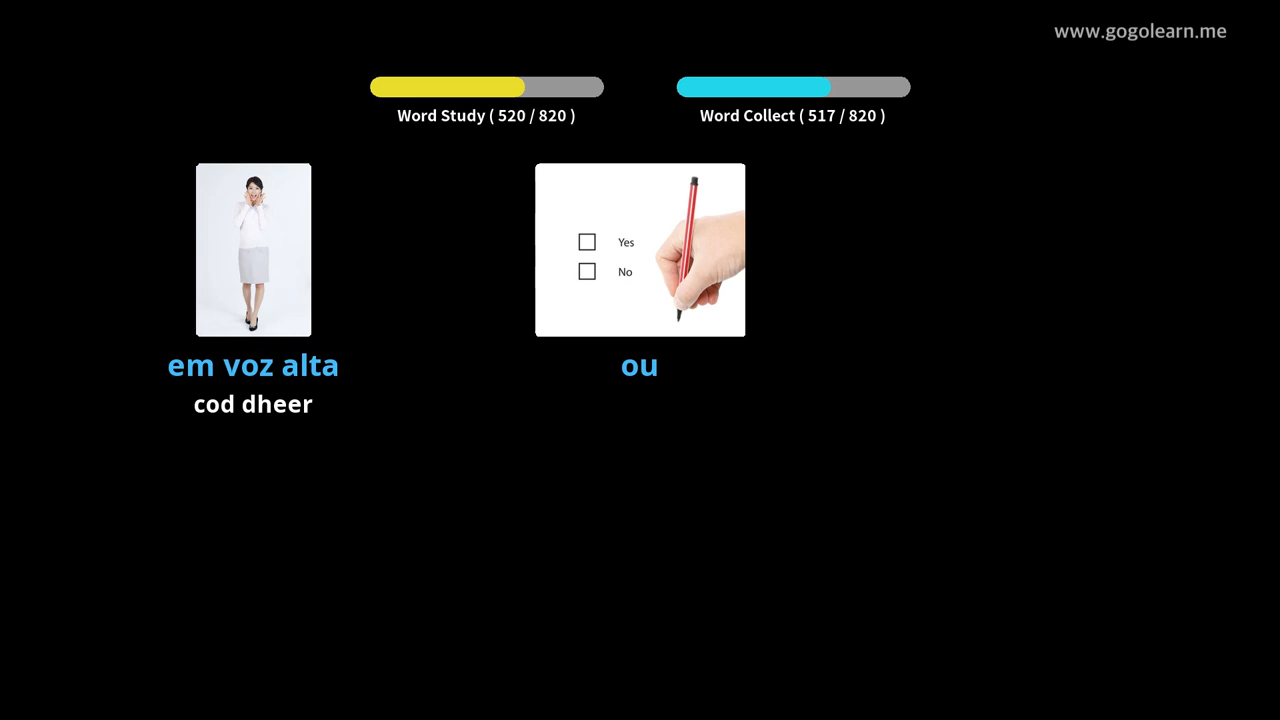 www.gogolearn.me
Word Study ( 520 / 820 )
Word Collect ( 517 / 820 )
Yes
No
em voz alta
ou
cod dheer